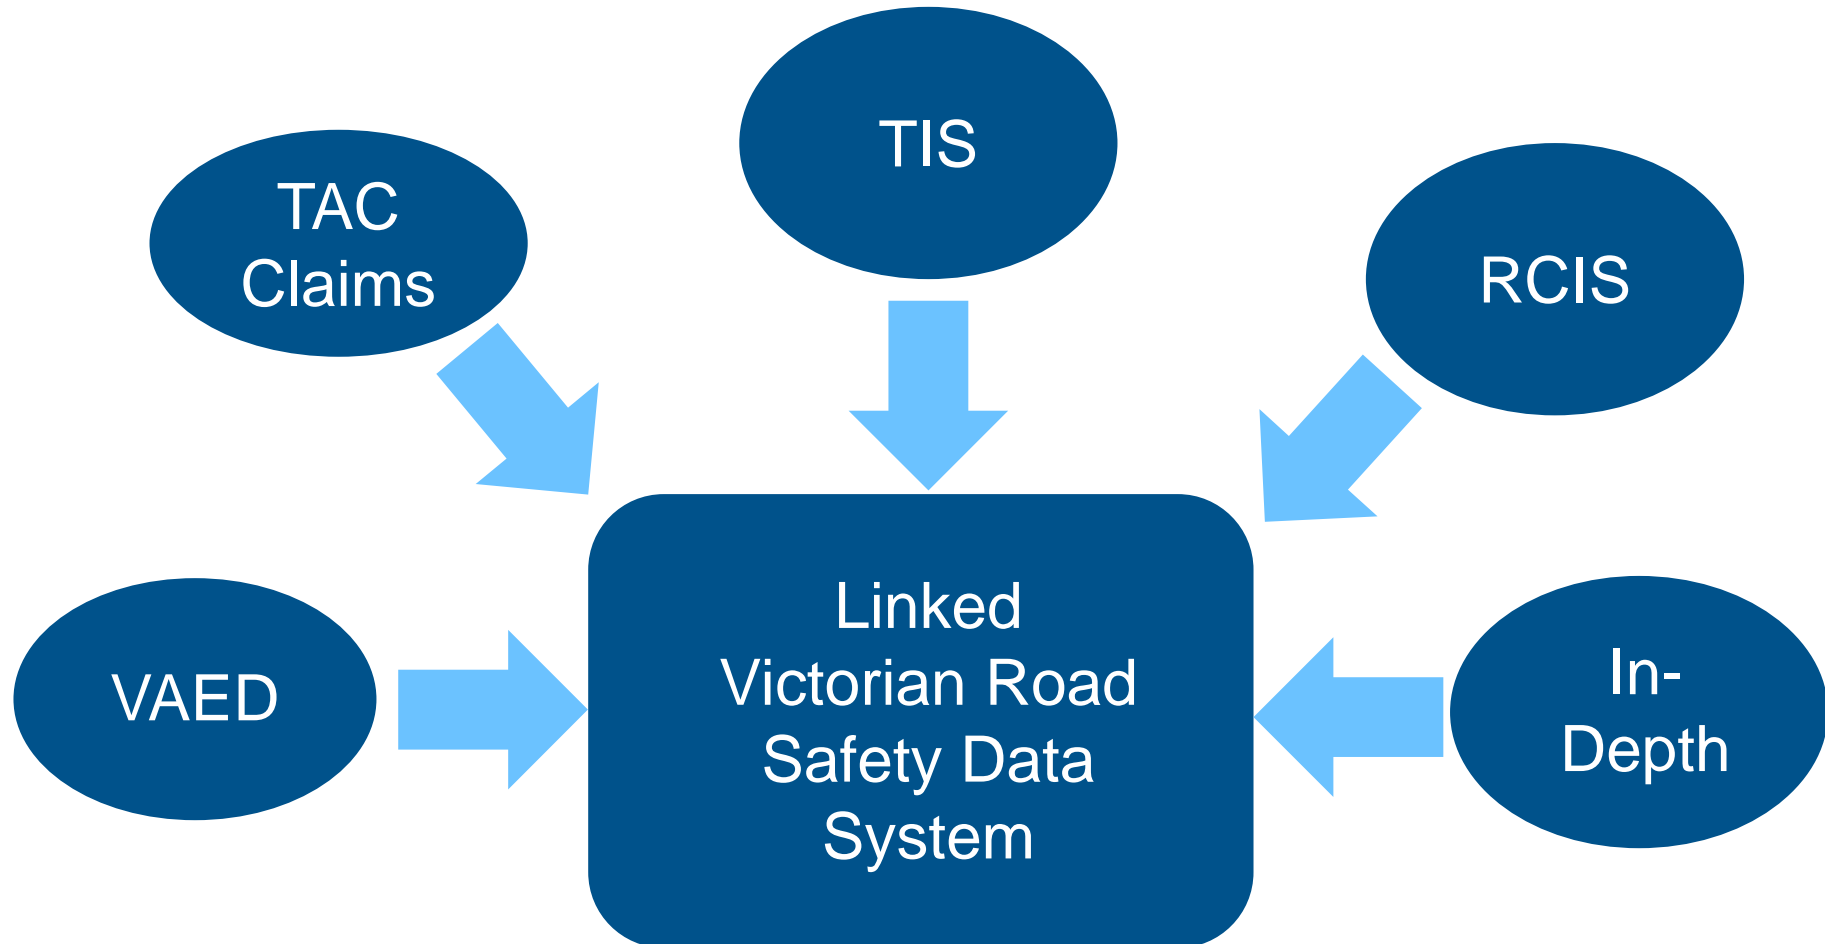 TIS
TAC
Claims
RCIS
VAED
Linked
Victorian Road
Safety Data
System
In-
Depth